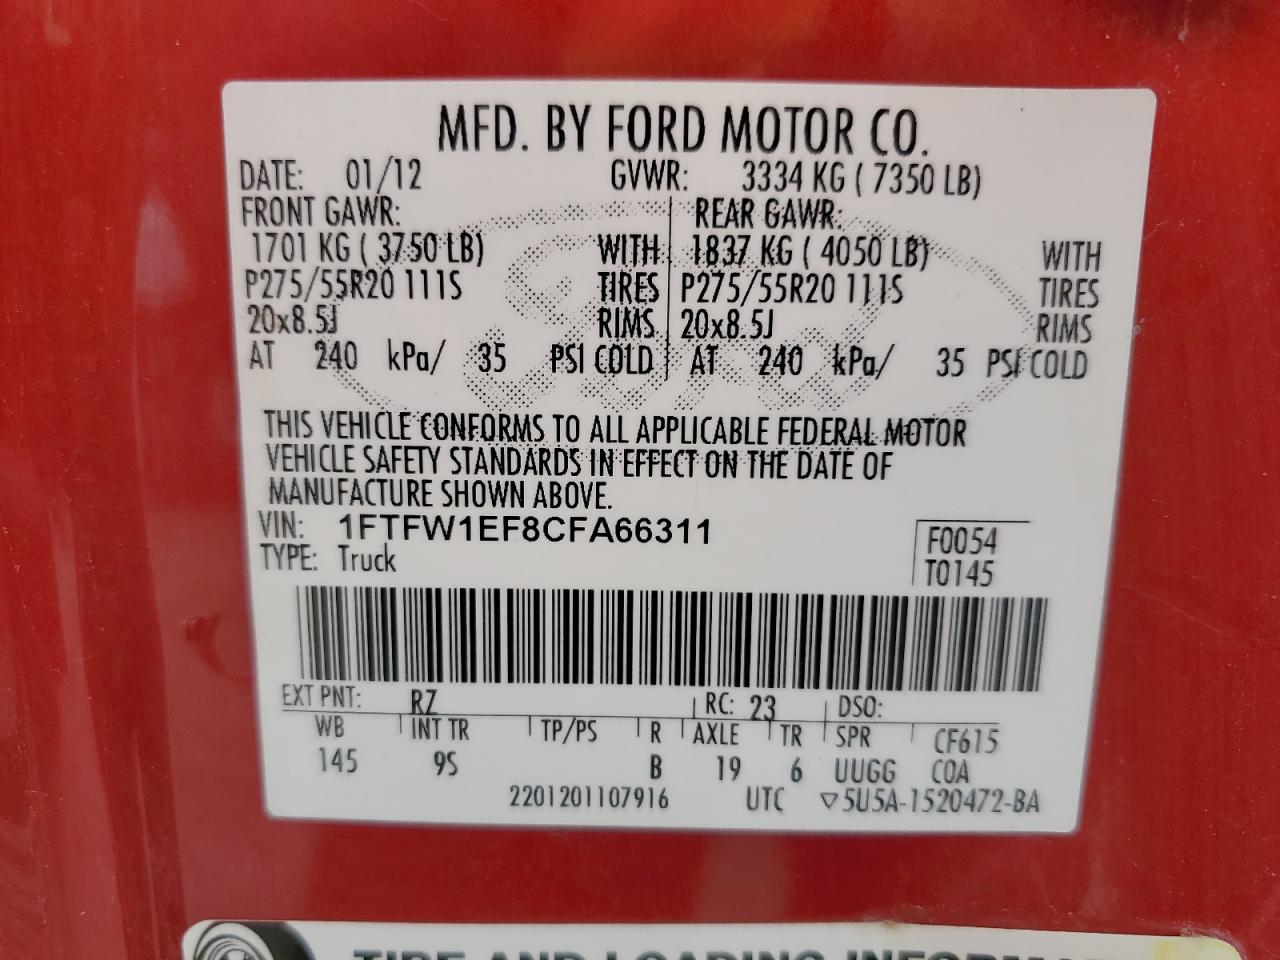 MFD. BY FORD MOTOR CO.
DATE: 01/12 GVWR: 3334 KG ( 7350 LB)
FRONT GAWR: REAR GAWR:
1701 KG ( 3750 LB) WITH 1837 KG ( 4050 LB) WITH
P275/55R20 111S TIRES P275/55R20 111S TIRES
20x8.5J RIMS 20x8.5J RIMS
AT 240 kPa/ 35 PSI COLD AT 240 kPa/ 35 PSI COLD
THIS VEHICLE CONFORMS TO ALL APPLICABLE FEDERAL MOTOR
VEHICLE SAFETY STANDARDS IN EFFECT ON THE DATE OF
MANUFACTURE SHOWN ABOVE.
VIN: 1FTFW1EF8CFA66311 F0054
TYPE: Truck T0145
EXT PNT: RZ RC: 23 DSO:
WB INT TR TP/PS R AXLE TR SPR CF615
145 9S B 19 6 UUGG COA
2201201107916 UTC ▽5U5A-1520472-BA
TIRE AND LOADING INFORMAT